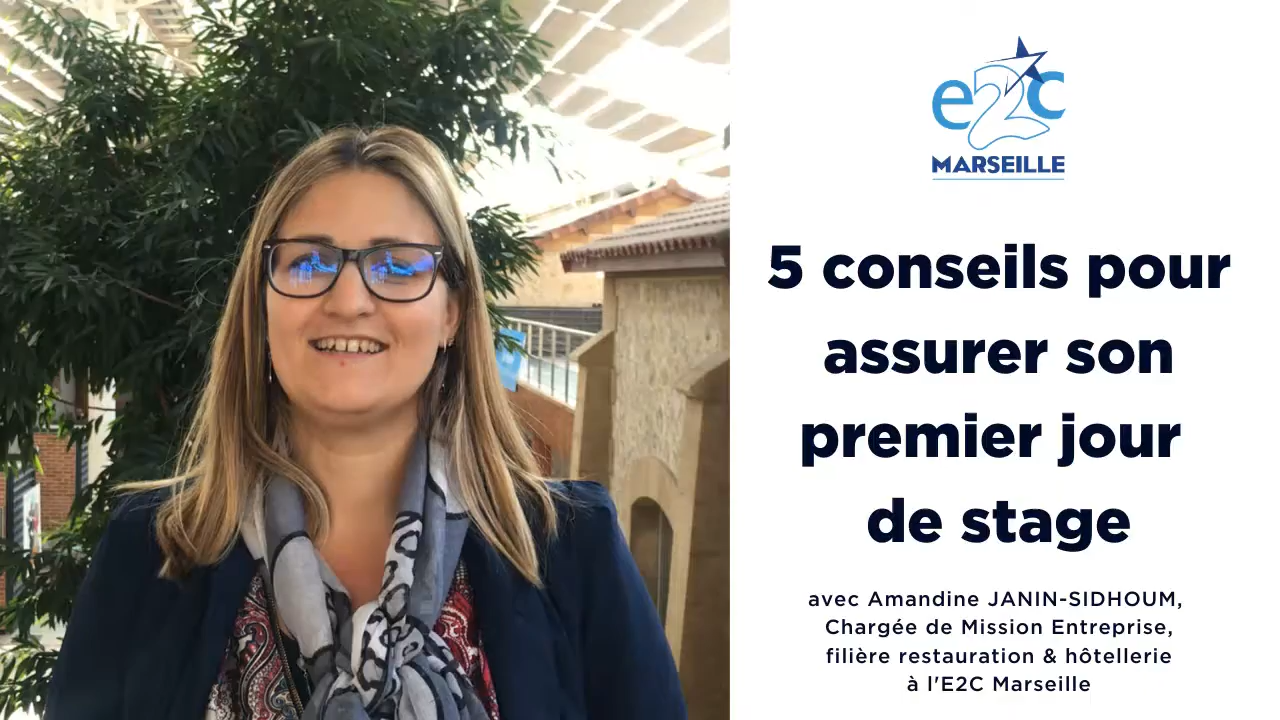 e2c
MARSEILLE
5 conseils pour
assurer son
premier jour
de stage
avec Amandine JANIN-SIDHOUM,
Chargée de Mission Entreprise,
filière restauration & hôtellerie
à l'E2C Marseille